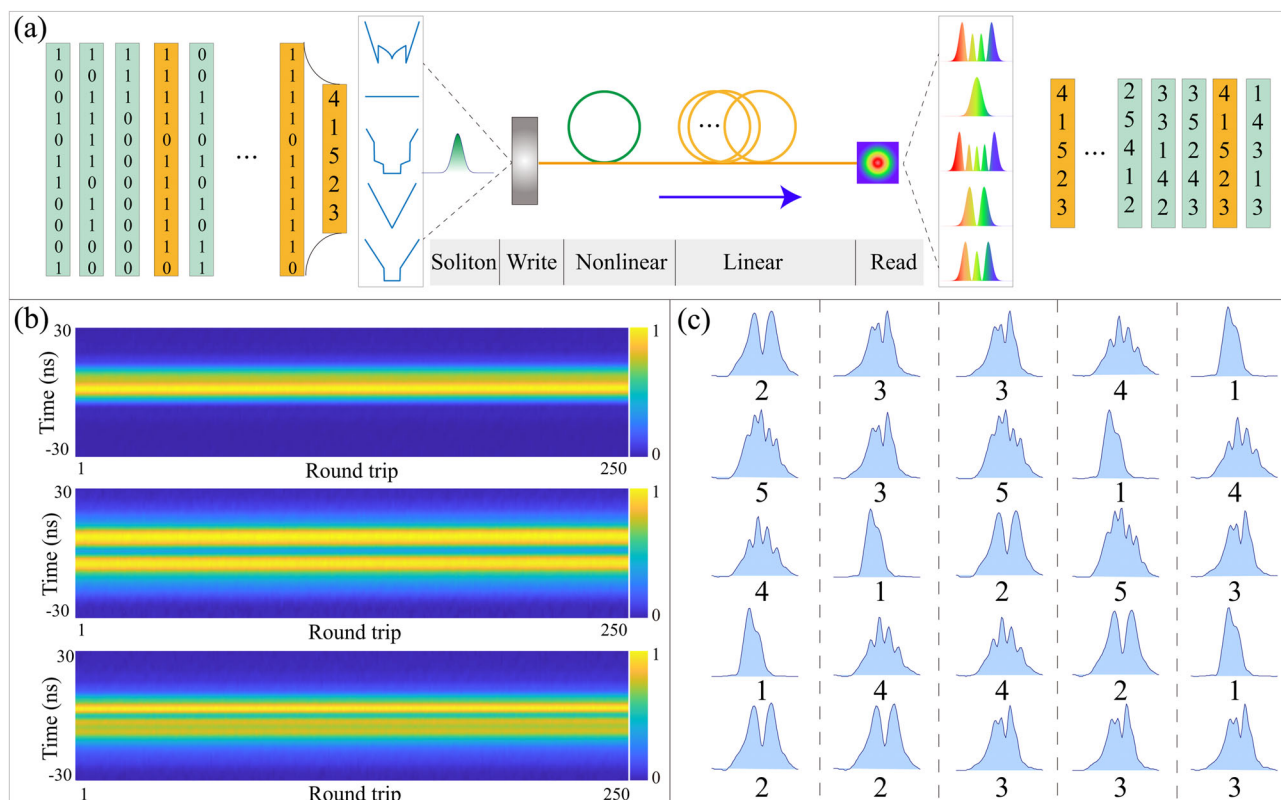 (a)
1 1 1 1 0
0 0 0 1 0
0 1 1 1 1
1 1 0 1 1
0 1 0 0 1
1 1 0 1 0
1 0 0 1 1
0 1 1 1 0
0 1 0 1 0
0 0 0 1 1
1 0 0 0 1
...
1
1
1
1
0
1
1
1
1
1
0
4
1
5
2
3
...
Soliton Write Nonlinear Linear Read
4
1
5
2
3
...
2 3 3 4 1
5 3 5 1 4
4 1 2 5 3
1 4 4 2 1
2 2 3 3 3
(b)
30
Time (ns)
-30
1 Round trip 250
1
0
30
Time (ns)
-30
1 Round trip 250
1
0
30
Time (ns)
-30
1 Round trip 250
1
0
(c)
2 3 3 4 1
5 3 5 1 4
4 1 2 5 3
1 4 4 2 1
2 2 3 3 3